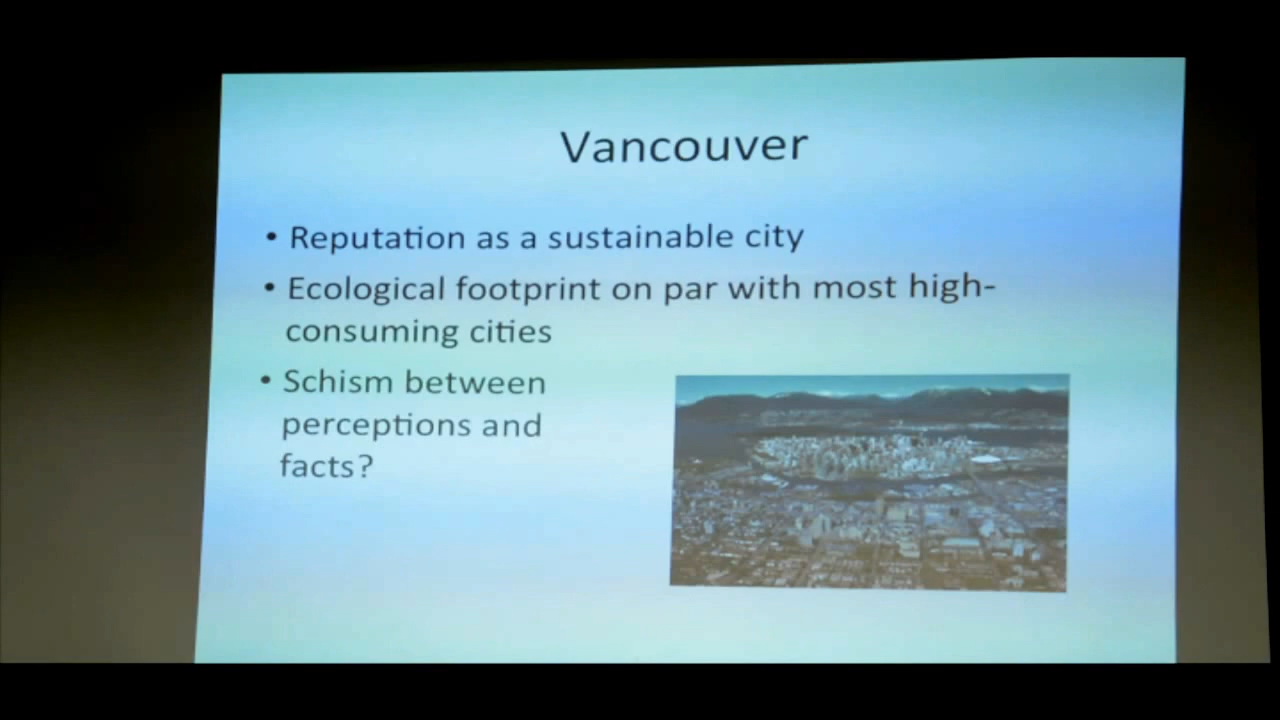 Vancouver
• Reputation as a sustainable city
• Ecological footprint on par with most high-
consuming cities
• Schism between
perceptions and
facts?